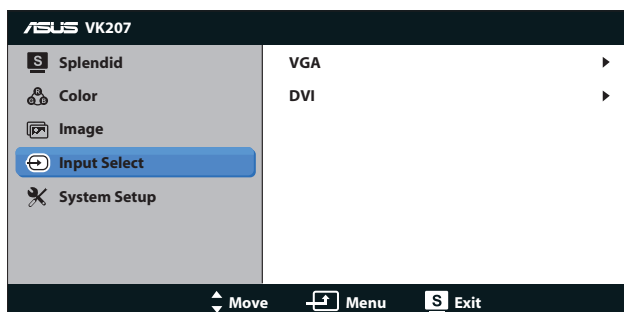 ASUS VK207
S Splendid
R G B Color
Image
Input Select
System Setup
VGA
DVI
Move Menu S Exit